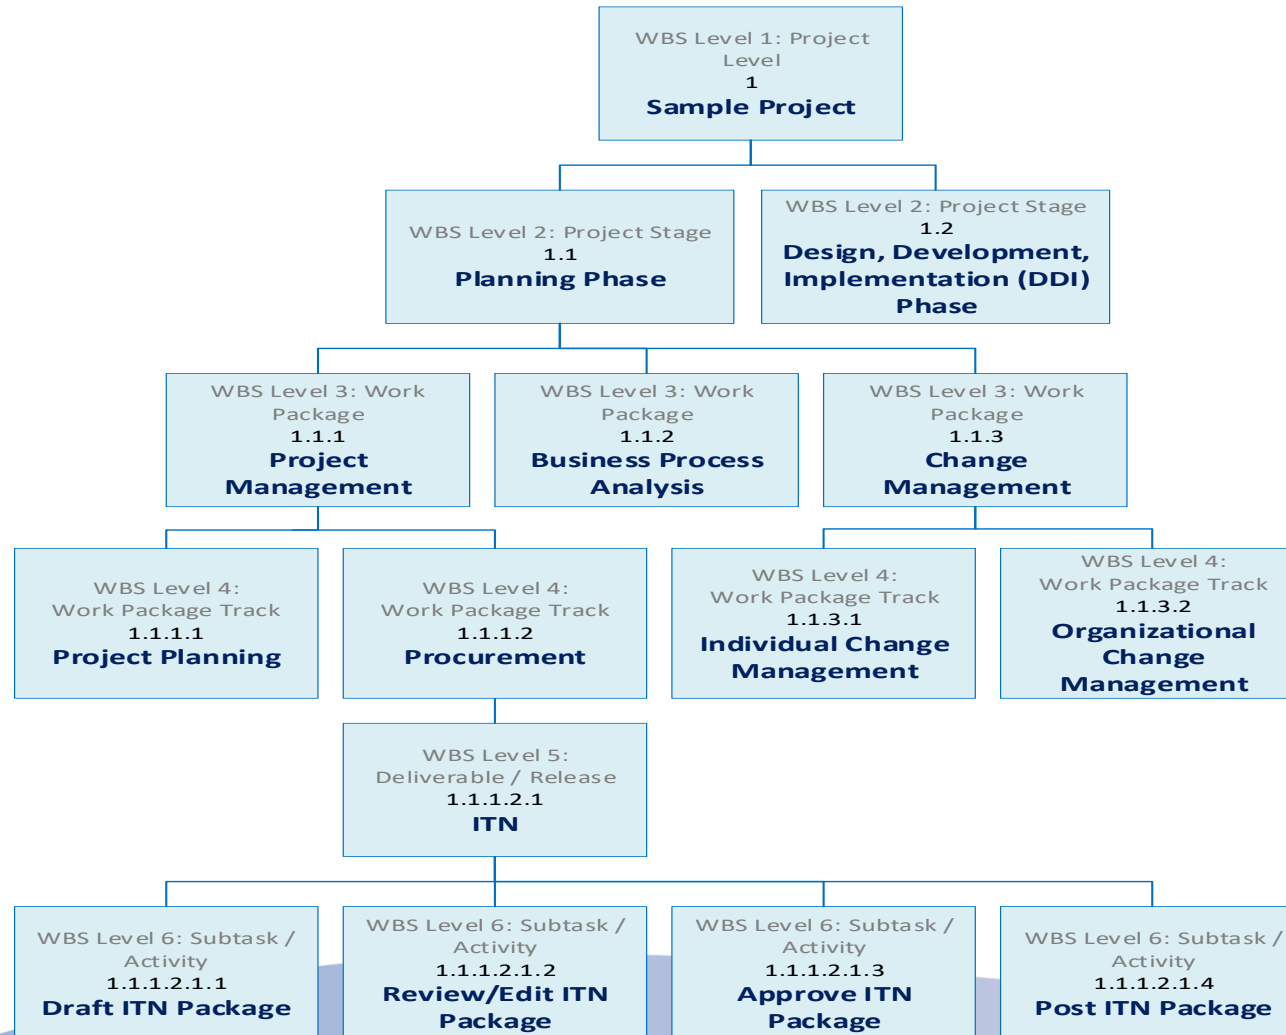 WBS Level 1: Project
Level
1
Sample Project
WBS Level 2: Project Stage
1.1
Planning Phase
WBS Level 2: Project Stage
1.2
Design, Development,
Implementation (DDI)
Phase
WBS Level 3: Work
Package
1.1.1
Project
Management
WBS Level 3: Work
Package
1.1.2
Business Process
Analysis
WBS Level 3: Work
Package
1.1.3
Change
Management
WBS Level 4:
Work Package Track
1.1.1.1
Project Planning
WBS Level 4:
Work Package Track
1.1.1.2
Procurement
WBS Level 4:
Work Package Track
1.1.3.1
Individual Change
Management
WBS Level 4:
Work Package Track
1.1.3.2
Organizational
Change
Management
WBS Level 5:
Deliverable / Release
1.1.1.2.1
ITN
WBS Level 6: Subtask /
Activity
1.1.1.2.1.1
Draft ITN Package
WBS Level 6: Subtask /
Activity
1.1.1.2.1.2
Review/Edit ITN
Package
WBS Level 6: Subtask /
Activity
1.1.1.2.1.3
Approve ITN
Package
WBS Level 6: Subtask /
Activity
1.1.1.2.1.4
Post ITN Package